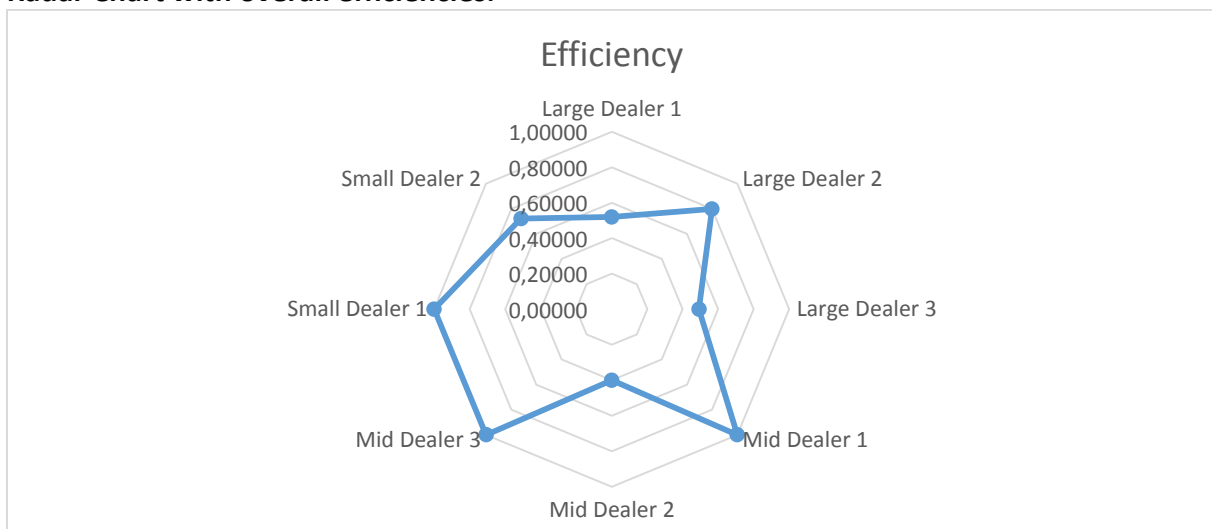 Radar Chart with overall efficiencies.
Efficiency
Large Dealer 1
1,00000
0,80000
0,60000
0,40000
0,20000
0,00000
Large Dealer 2
Large Dealer 3
Mid Dealer 1
Mid Dealer 2
Mid Dealer 3
Small Dealer 1
Small Dealer 2